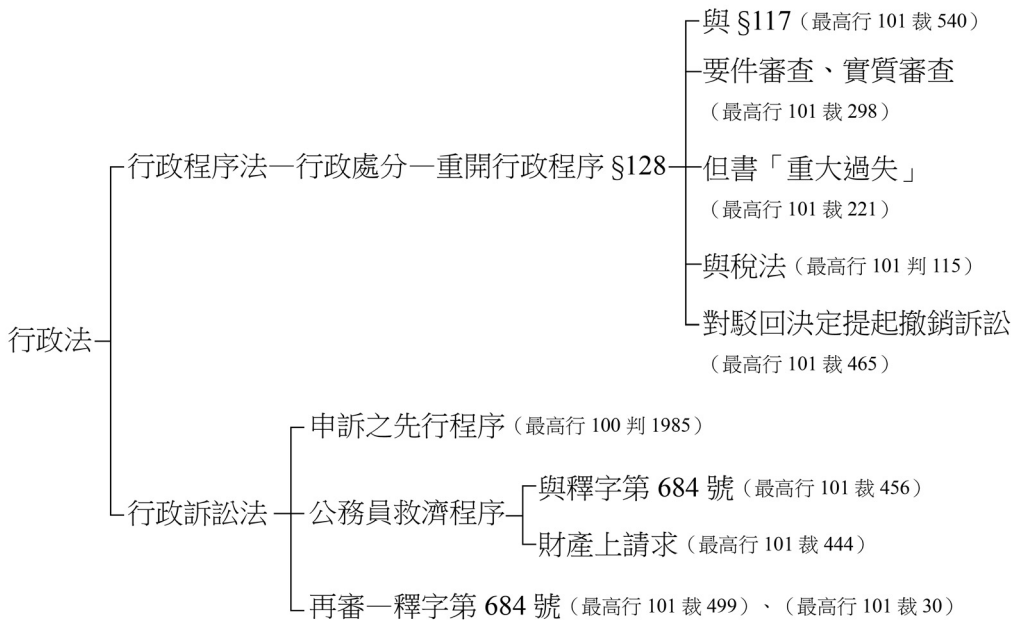 與 §117（最高行 101 裁 540）
要件審查、實質審查
（最高行 101 裁 298）
行政程序法—行政處分—重開行政程序 §128
但書「重大過失」
（最高行 101 裁 221）
與稅法（最高行 101 判 115）
對駁回決定提起撤銷訴訟
（最高行 101 裁 465）
行政法
申訴之先行程序（最高行 100 判 1985）
行政訴訟法
公務員救濟程序
與釋字第 684 號（最高行 101 裁 456）
財產上請求（最高行 101 裁 444）
再審—釋字第 684 號（最高行 101 裁 499）、（最高行 101 裁 30）